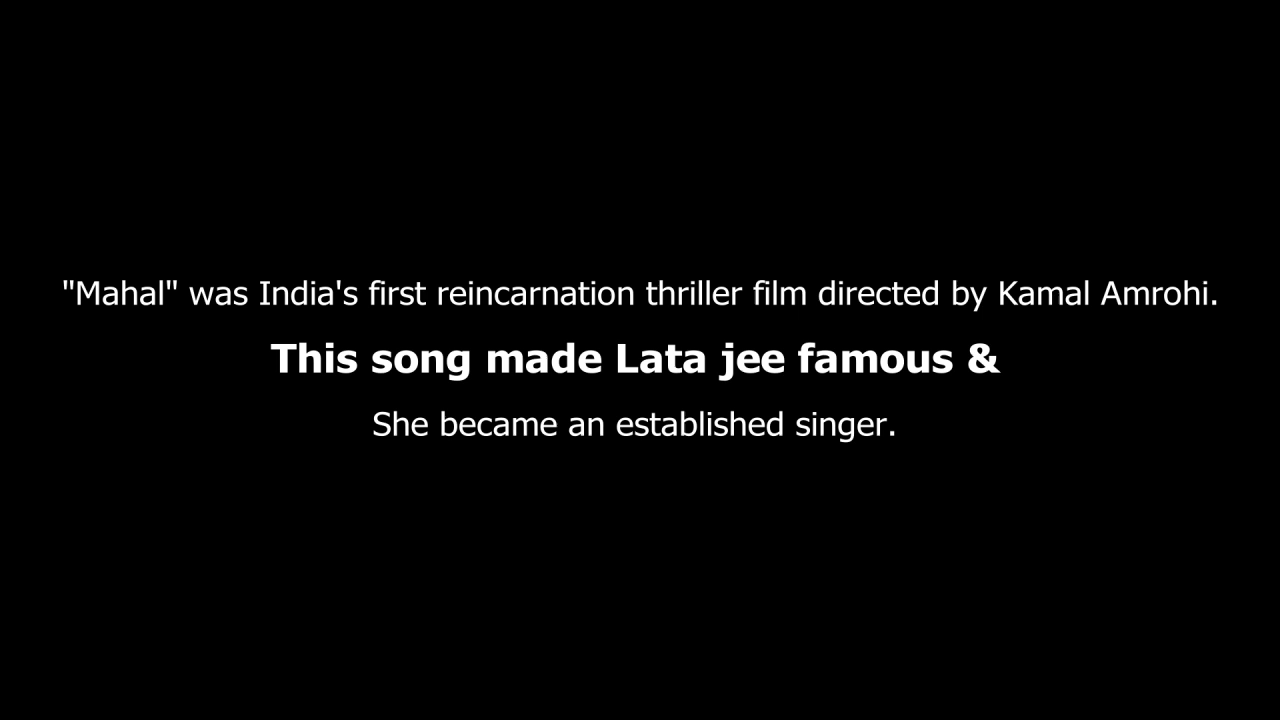 "Mahal" was India's first reincarnation thriller film directed by Kamal Amrohi.
This song made Lata jee famous &
She became an established singer.